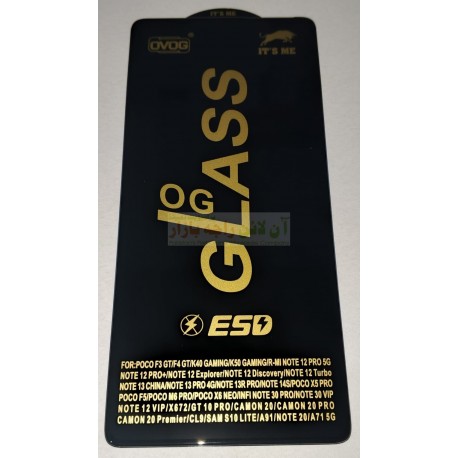 IT'S ME
OVOG
IT'S ME
OG
GLASS
آن لائن راجہ بازار
ESD
FOR:POCO F3 GT/F4 GT/K40 GAMING/K50 GAMING/R-MI NOTE 12 PRO 5G
NOTE 12 PRO+/NOTE 12 Explorer/NOTE 12 Discovery/NOTE 12 Turbo
NOTE 13 CHINA/NOTE 13 PRO 4G/NOTE 13R PRO/NOTE 14S/POCO X5 PRO
POCO F5/POCO M6 PRO/POCO X6 NEO/INFI NOTE 30 PRO/NOTE 30 VIP
NOTE 12 VIP/X672/GT 10 PRO/CAMON 20/CAMON 20 PRO
CAMON 20 Premier/CL9/SAM S10 LITE/A91/NOTE 20/A71 5G